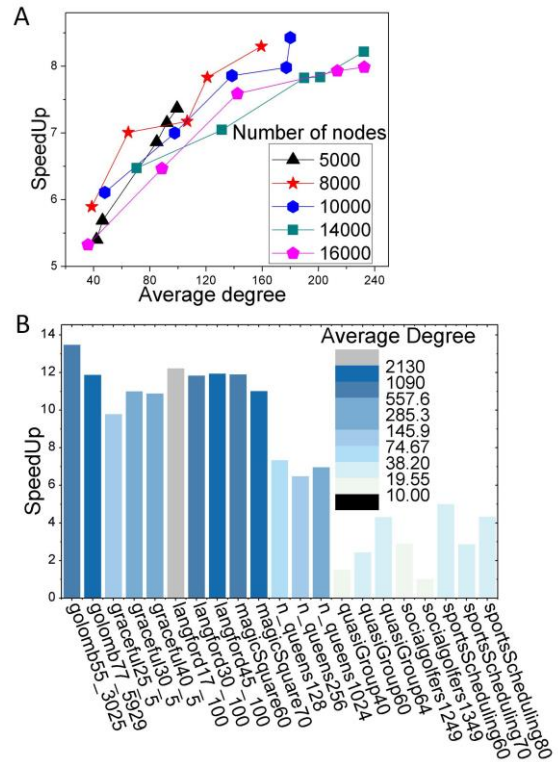 A
SpeedUp
8
7
6
5
40
80
120
160
200
240
Average degree
Number of nodes
5000
8000
10000
14000
16000
B
SpeedUp
14
12
10
8
6
4
2
0
Average Degree
2130
1090
557.6
285.3
145.9
74.67
38.20
19.55
10.00
golomb55_3025
golomb77_5929
graceful25_5
graceful30_5
graceful40_100
langford17_100
langford30_100
langford45
magicSquare60
magicSquare70
n_queens128
n_queens256
n_queens1024
quasiGroup40
quasiGroup60
quasiGroup64
socialgolfers1249
socialgolfers1349
sportsScheduling60
sportsScheduling70
sportsScheduling80